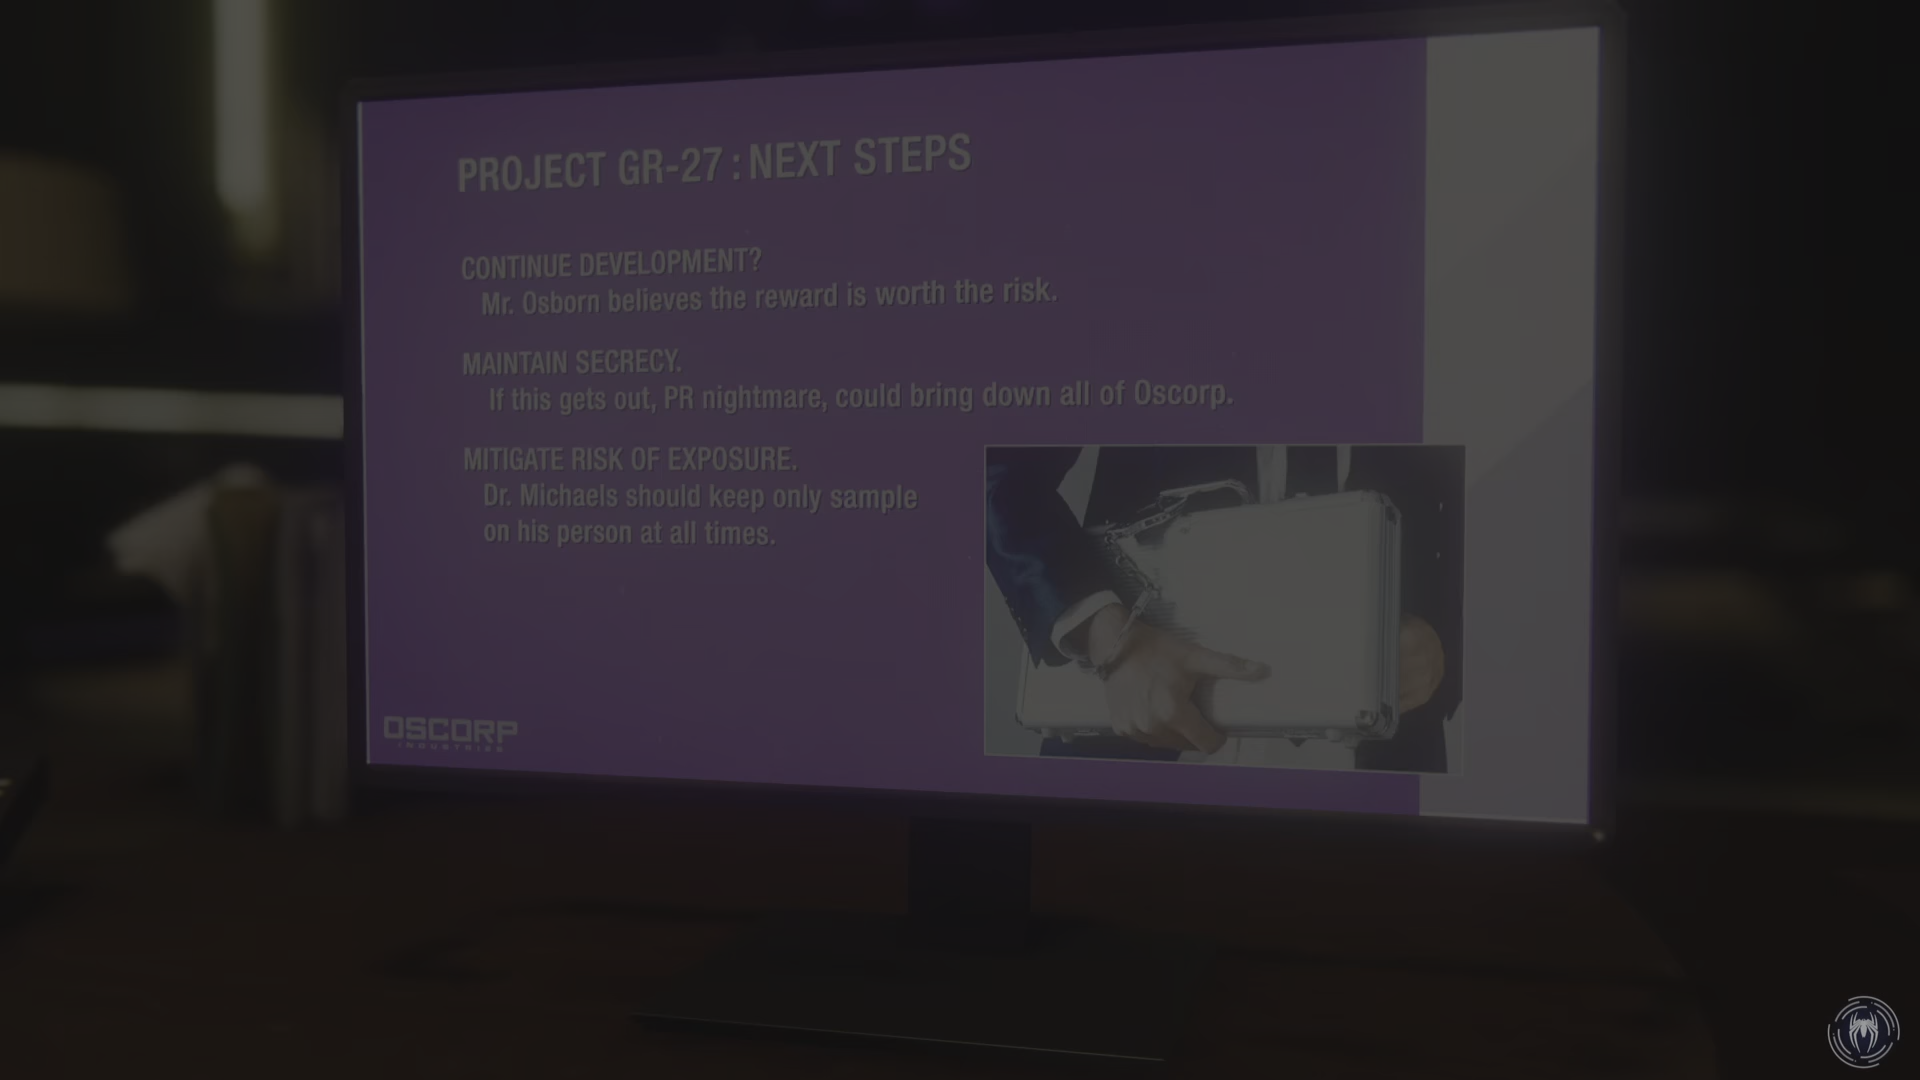 PROJECT GR-27 : NEXT STEPS
CONTINUE DEVELOPMENT?
Mr. Osborn believes the reward is worth the risk.
MAINTAIN SECRECY.
If this gets out, PR nightmare, could bring down all of Oscorp.
MITIGATE RISK OF EXPOSURE.
Dr. Michaels should keep only sample
on his person at all times.
OSCORP
INDUSTRIES